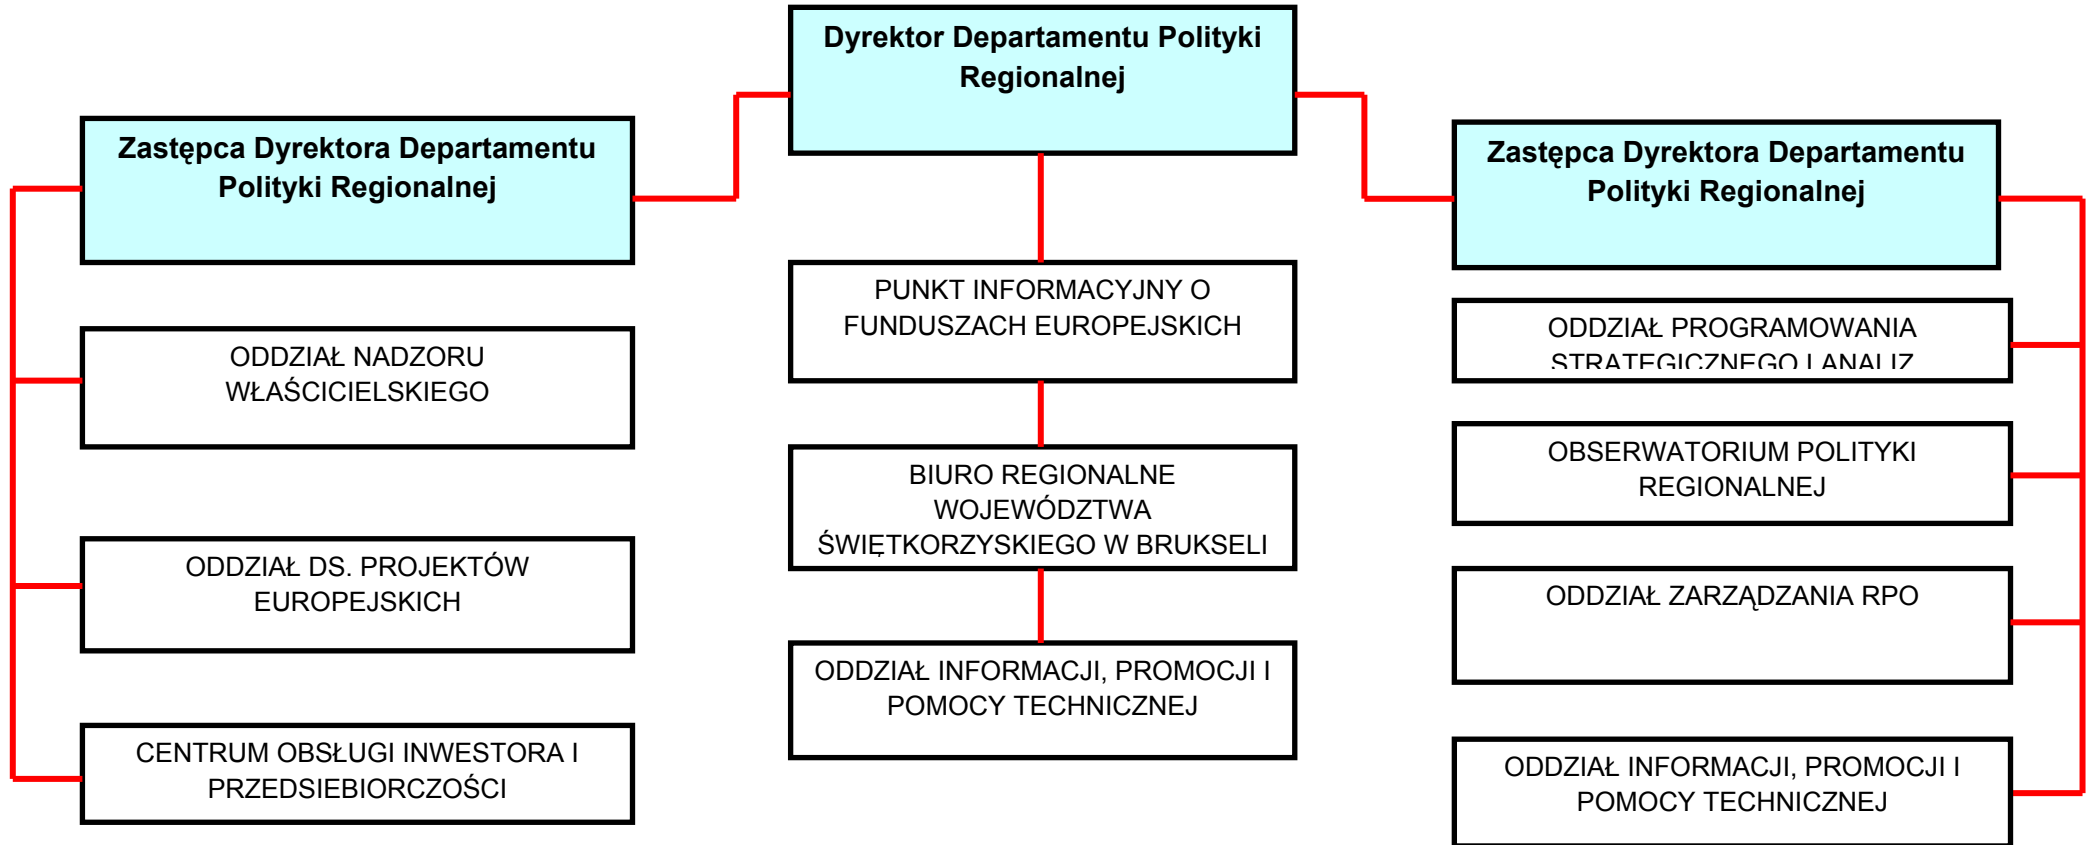 Dyrektor Departamentu Polityki
Regionalnej
Zastępca Dyrektora Departamentu
Polityki Regionalnej
Zastępca Dyrektora Departamentu
Polityki Regionalnej
ODDZIAŁ NADZORU
WŁAŚCICIELSKIEGO
ODDZIAŁ DS. PROJEKTÓW
EUROPEJSKICH
CENTRUM OBSŁUGI INWESTORA I
PRZEDSIEBIORCZOŚCI
PUNKT INFORMACYJNY O
FUNDUSZACH EUROPEJSKICH
BIURO REGIONALNE
WOJEWÓDZTWA
ŚWIĘTKORZYSKIEGO W BRUKSELI
ODDZIAŁ INFORMACJI, PROMOCJI I
POMOCY TECHNICZNEJ
ODDZIAŁ PROGRAMOWANIA
STRATEGICZNEGO I ANALIZ
OBSERWATORIUM POLITYKI
REGIONALNEJ
ODDZIAŁ ZARZĄDZANIA RPO
ODDZIAŁ INFORMACJI, PROMOCJI I
POMOCY TECHNICZNEJ